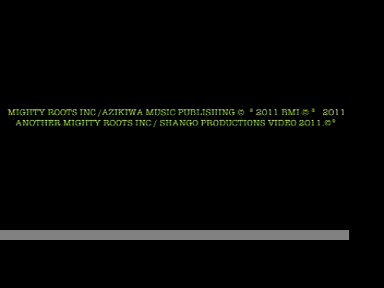 MIGHTY ROOTS INC /AZIKIWA MUSIC PUBLISHING © ® 2011 BMI © ® 2011
ANOTHER MIGHTY ROOTS INC / SHANGO PRODUCTIONS VIDEO 2011.©®